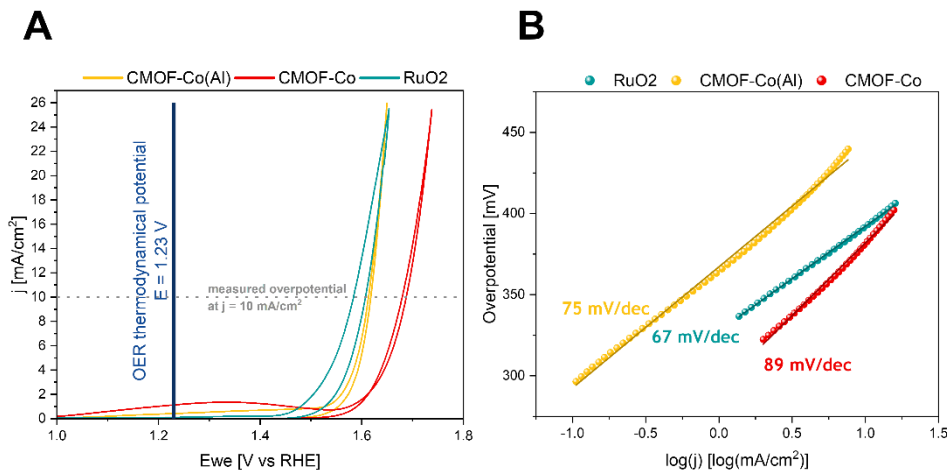 A
CMOF-Co(Al) CMOF-Co RuO2
26
24
22
20
18
16
14
12
10
8
6
4
2
0
j [mA/cm²]
OER thermodynamical potential
E = 1.23 V
measured overpotential
at j = 10 mA/cm²
1.0 1.2 1.4 1.6 1.8
Ewe [V vs RHE]
B
RuO2 CMOF-Co(Al) CMOF-Co
450
400
350
300
Overpotential [mV]
75 mV/dec
67 mV/dec
89 mV/dec
-1.0 -0.5 0.0 0.5 1.0 1.5
log(j) [log(mA/cm²)]